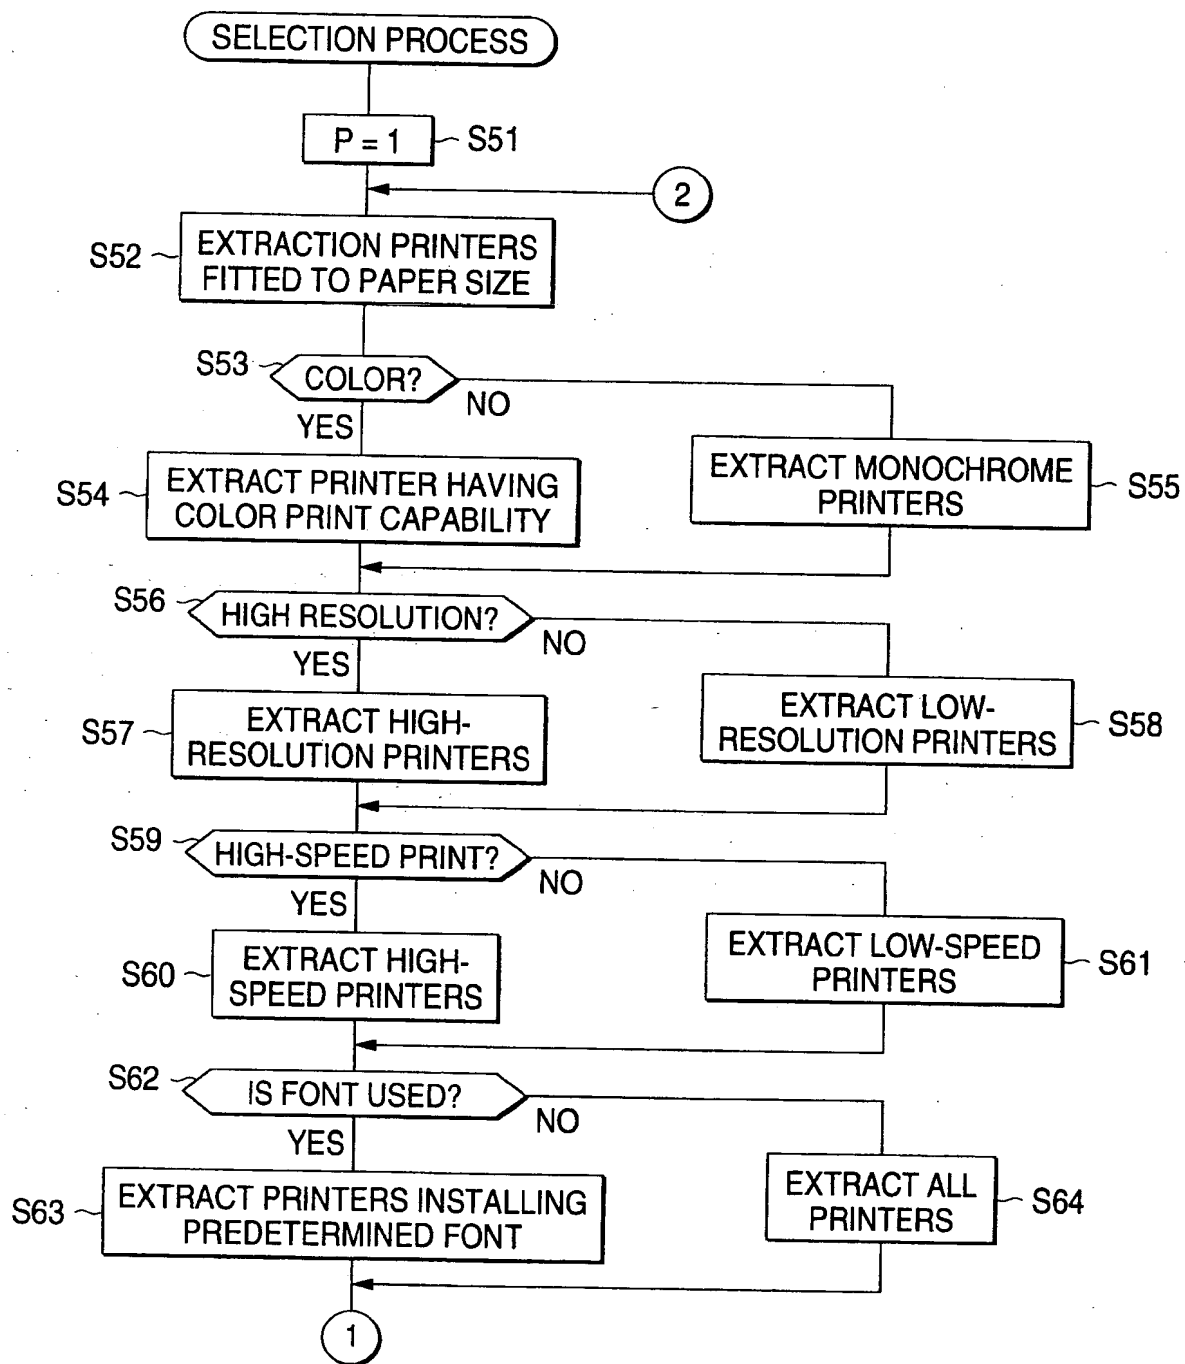 SELECTION PROCESS
P = 1
S51
2
S52
EXTRACTION PRINTERS
FITTED TO PAPER SIZE
S53
COLOR?
NO
YES
S54
EXTRACT PRINTER HAVING
COLOR PRINT CAPABILITY
EXTRACT MONOCHROME
PRINTERS
S55
S56
HIGH RESOLUTION?
NO
YES
S57
EXTRACT HIGH-
RESOLUTION PRINTERS
EXTRACT LOW-
RESOLUTION PRINTERS
S58
S59
HIGH-SPEED PRINT?
NO
YES
S60
EXTRACT HIGH-
SPEED PRINTERS
EXTRACT LOW-SPEED
PRINTERS
S61
S62
IS FONT USED?
NO
YES
S63
EXTRACT PRINTERS INSTALLING
PREDETERMINED FONT
EXTRACT ALL
PRINTERS
S64
1